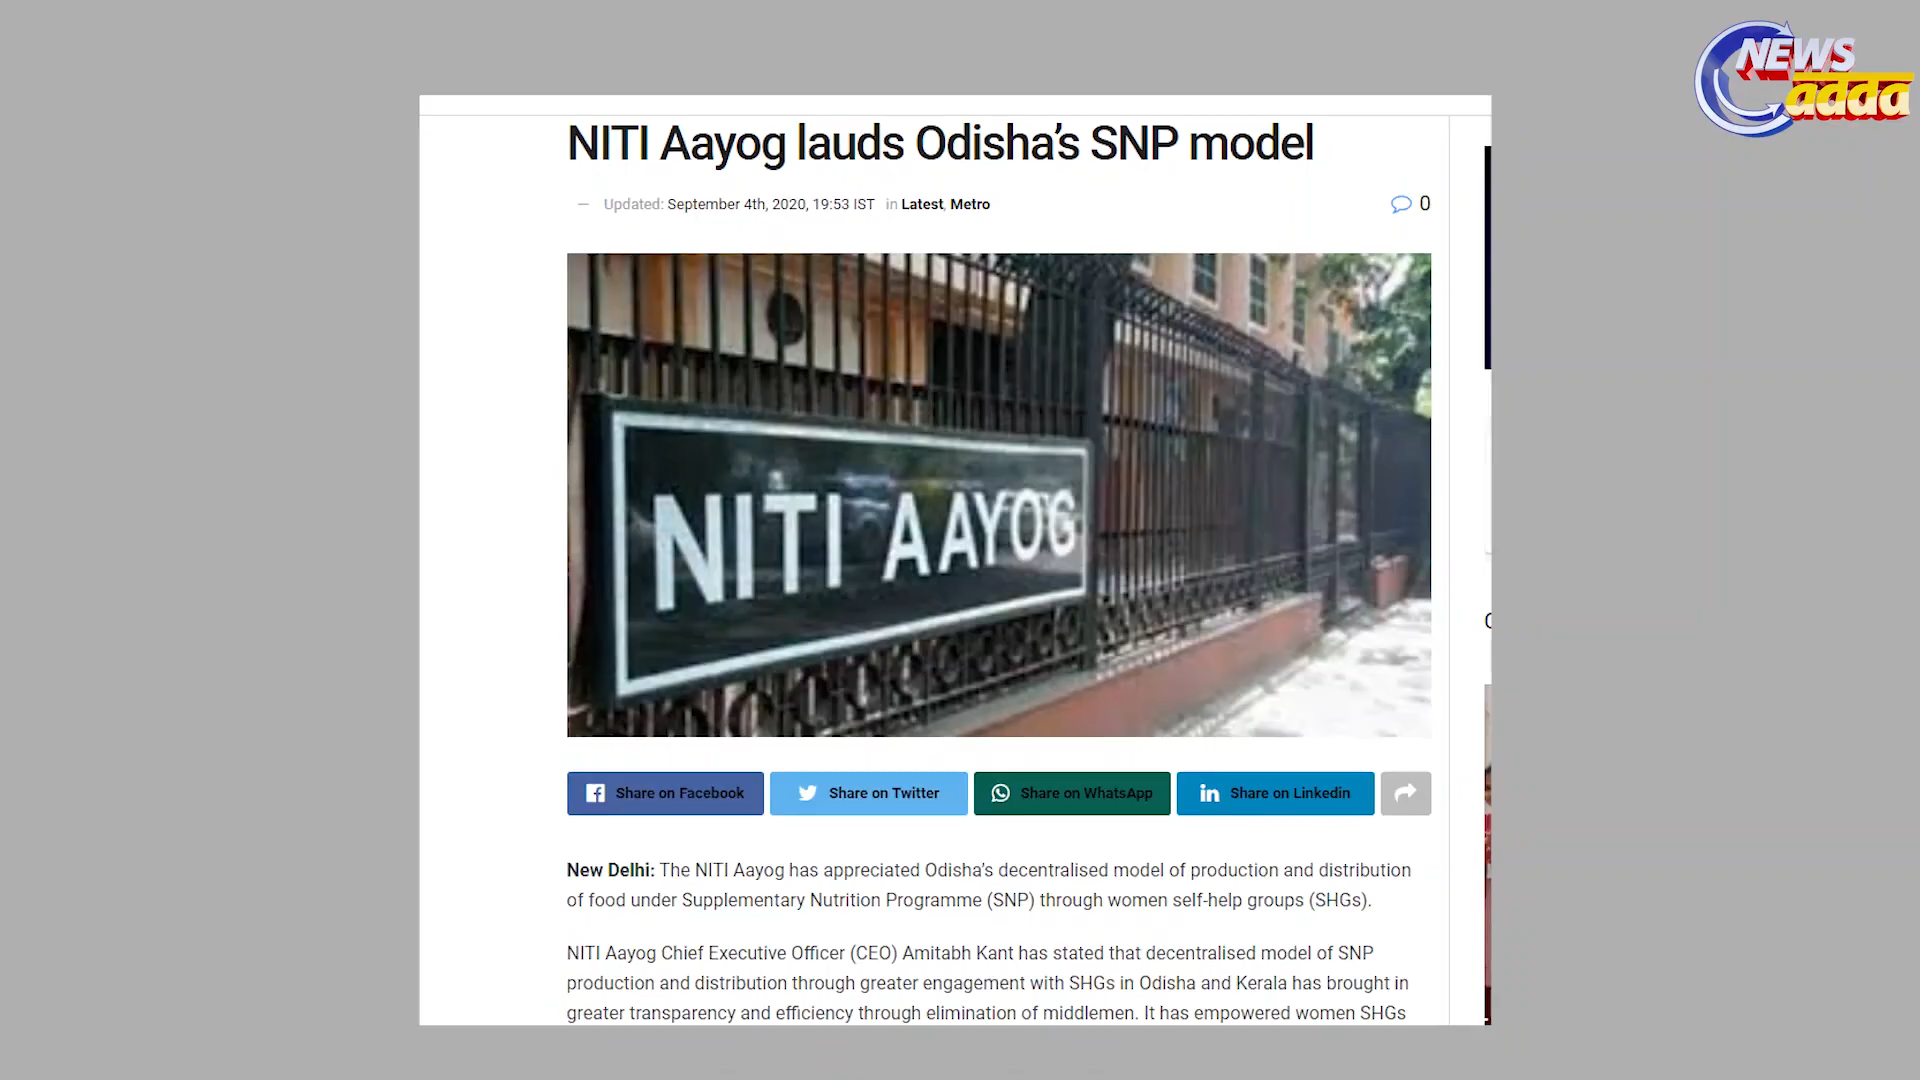 NEWS
adda
NITI Aayog lauds Odisha’s SNP model
— Updated: September 4th, 2020, 19:53 IST in Latest, Metro
0
NITI AAYOG
Share on Facebook
Share on Twitter
Share on WhatsApp
Share on Linkedin
New Delhi: The NITI Aayog has appreciated Odisha’s decentralised model of production and distribution
of food under Supplementary Nutrition Programme (SNP) through women self-help groups (SHGs).
NITI Aayog Chief Executive Officer (CEO) Amitabh Kant has stated that decentralised model of SNP
production and distribution through greater engagement with SHGs in Odisha and Kerala has brought in
greater transparency and efficiency through elimination of middlemen. It has empowered women SHGs